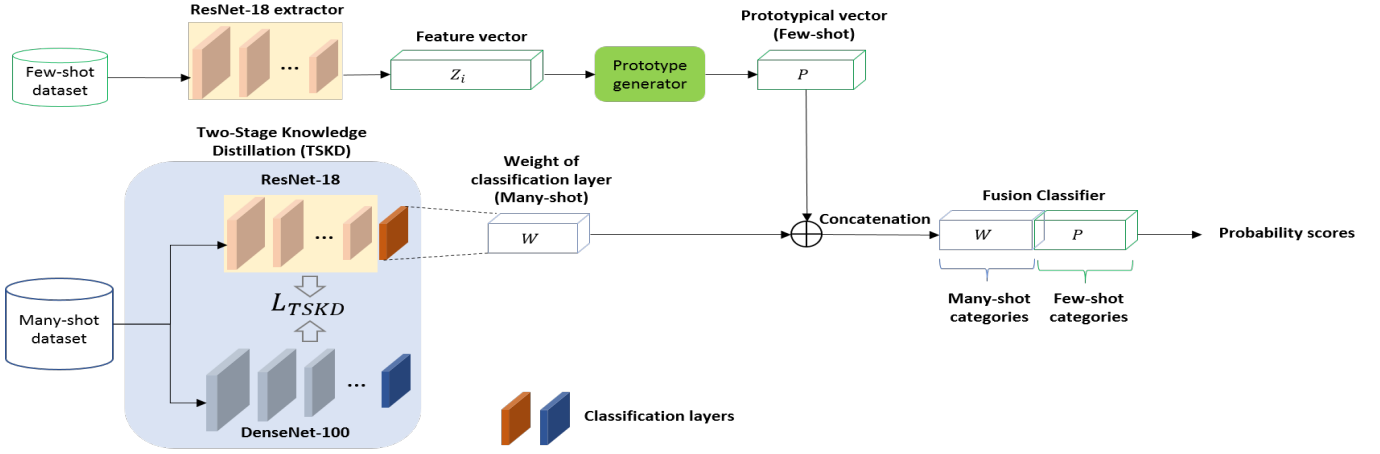 ResNet-18 extractor
Few-shot
dataset
...
Feature vector
Z_i
Prototype
generator
Prototypical vector
(Few-shot)
P
Two-Stage Knowledge
Distillation (TSKD)
ResNet-18
...
Many-shot
dataset
L_TSKD
...
DenseNet-100
Weight of
classification layer
(Many-shot)
W
Concatenation
Fusion Classifier
W P
Probability scores
Many-shot
categories
Few-shot
categories
Classification layers